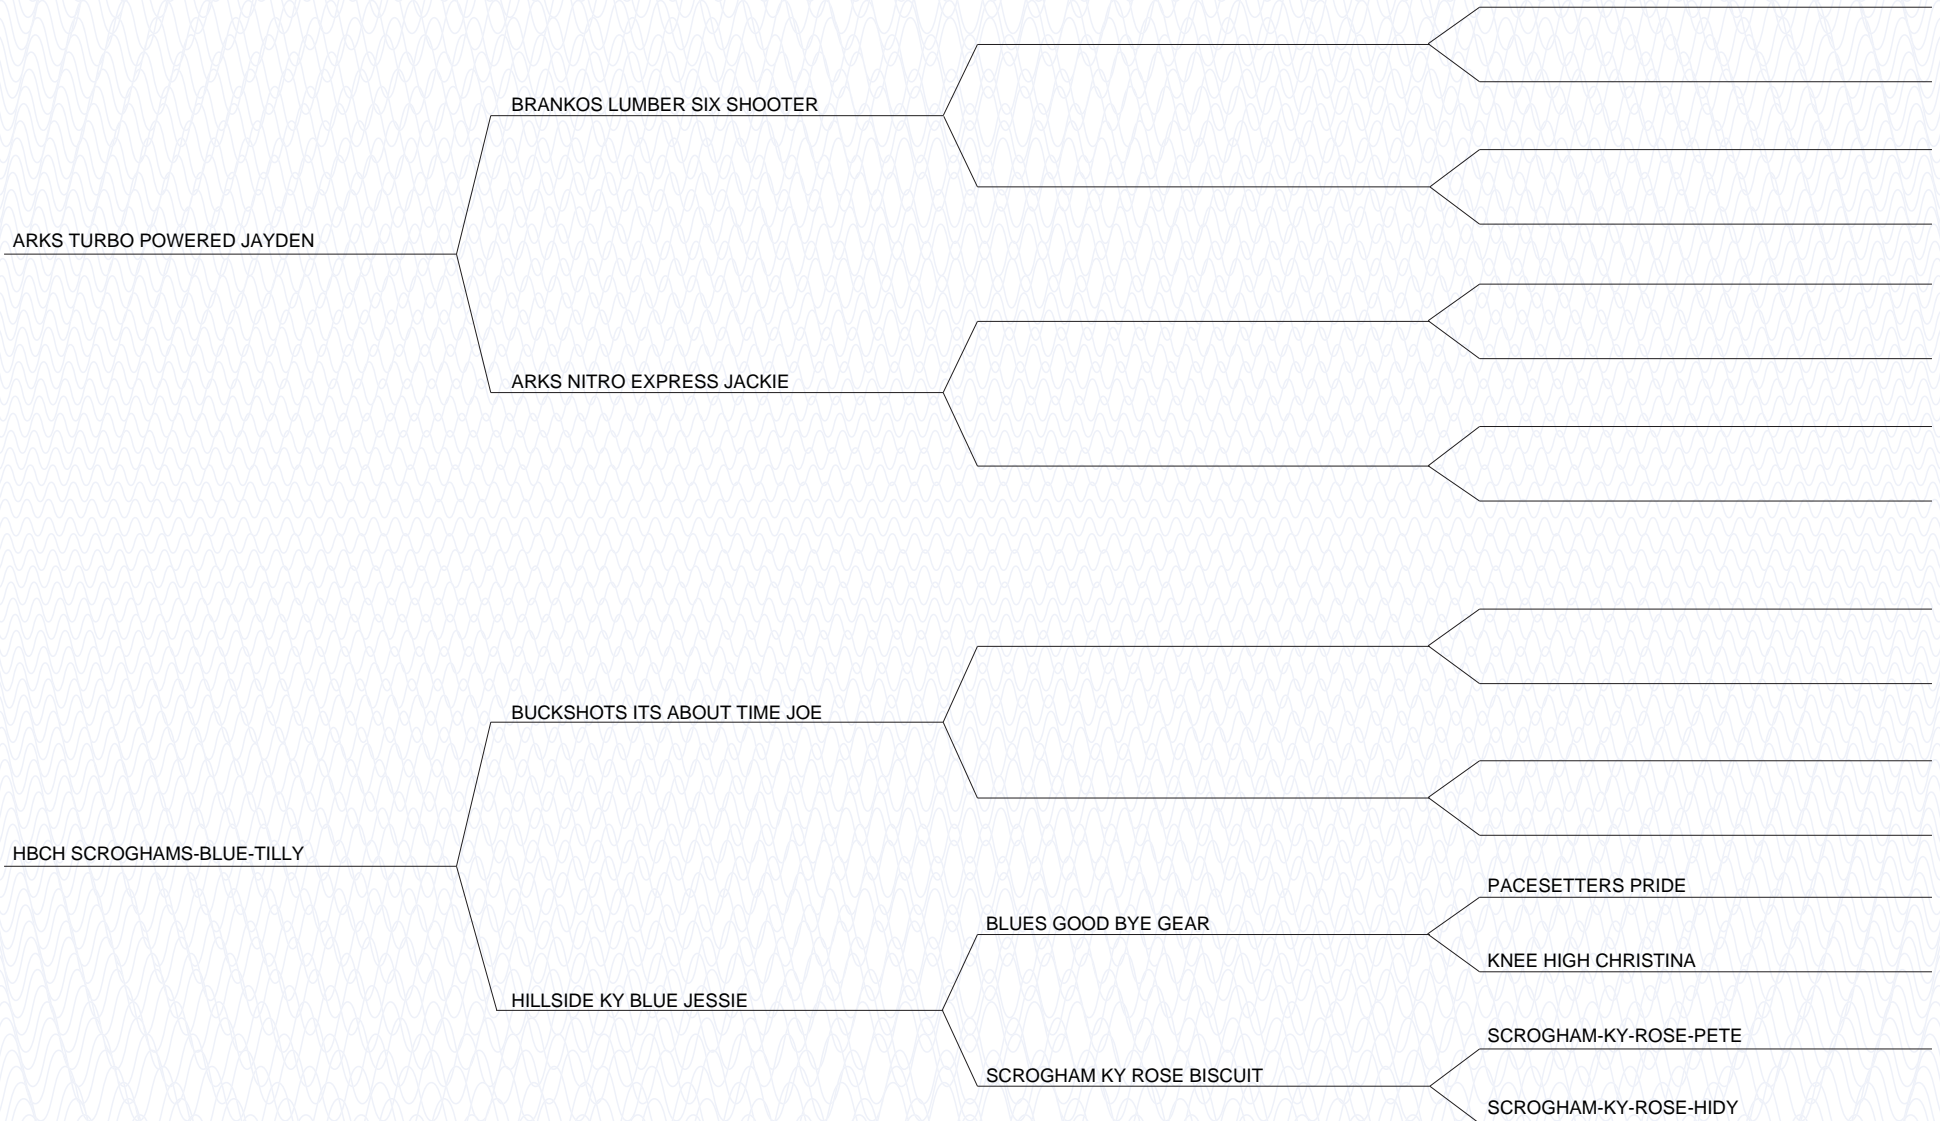 BRANKOS LUMBER SIX SHOOTER
ARKS TURBO POWERED JAYDEN
ARKS NITRO EXPRESS JACKIE
BUCKSHOTS ITS ABOUT TIME JOE
HBCH SCROGHAMS-BLUE-TILLY
PACESETTERS PRIDE
BLUES GOOD BYE GEAR
KNEE HIGH CHRISTINA
HILLSIDE KY BLUE JESSIE
SCROGHAM-KY-ROSE-PETE
SCROGHAM KY ROSE BISCUIT
SCROGHAM-KY-ROSE-HIDY